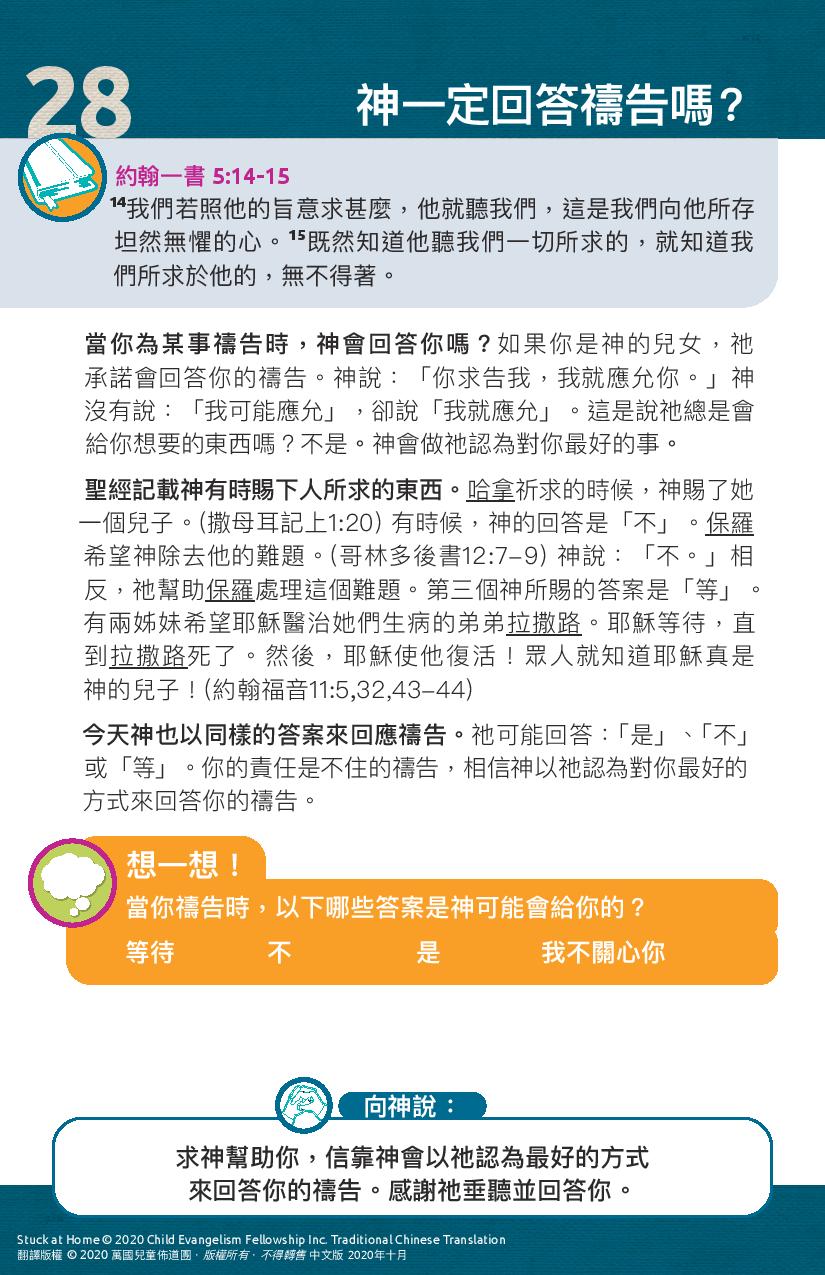 28
神一定回答禱告嗎？
約翰一書 5:14-15
14我們若照他的旨意求甚麼，他就聽我們，這是我們向他所存
坦然無懼的心。15既然知道他聽我們一切所求的，就知道我
們所求於他的，無不得著。
當你為某事禱告時，神會回答你嗎？如果你是神的兒女，祂
承諾會回答你的禱告。神說：「你求告我，我就應允你。」神
沒有說：「我可能應允」，卻說「我就應允」。這是說祂總是會
給你想要的東西嗎？不是。神會做祂認為對你最好的事。
聖經記載神有時賜下人所求的東西。哈拿祈求的時候，神賜了她
一個兒子。(撒母耳記上1:20) 有時候，神的回答是「不」。保羅
希望神除去他的難題。(哥林多後書12:7–9) 神說：「不。」相
反，祂幫助保羅處理這個難題。第三個神所賜的答案是「等」。
有兩姊妹希望耶穌醫治她們生病的弟弟拉撒路。耶穌等待，直
到拉撒路死了。然後，耶穌使他復活！眾人就知道耶穌真是
神的兒子！(約翰福音11:5,32,43–44)
今天神也以同樣的答案來回應禱告。祂可能回答：「是」、「不」
或「等」。你的責任是不住的禱告，相信神以祂認為對你最好的
方式來回答你的禱告。
想一想！
當你禱告時，以下哪些答案是神可能會給你的？
等待 不 是 我不關心你
向神說：
求神幫助你，信靠神會以祂認為最好的方式
來回答你的禱告。感謝祂垂聽並回答你。
Stuck at Home © 2020 Child Evangelism Fellowship Inc. Traditional Chinese Translation
翻譯版權 © 2020 萬國兒童佈道團．版權所有．不得轉售 中文版 2020年十月